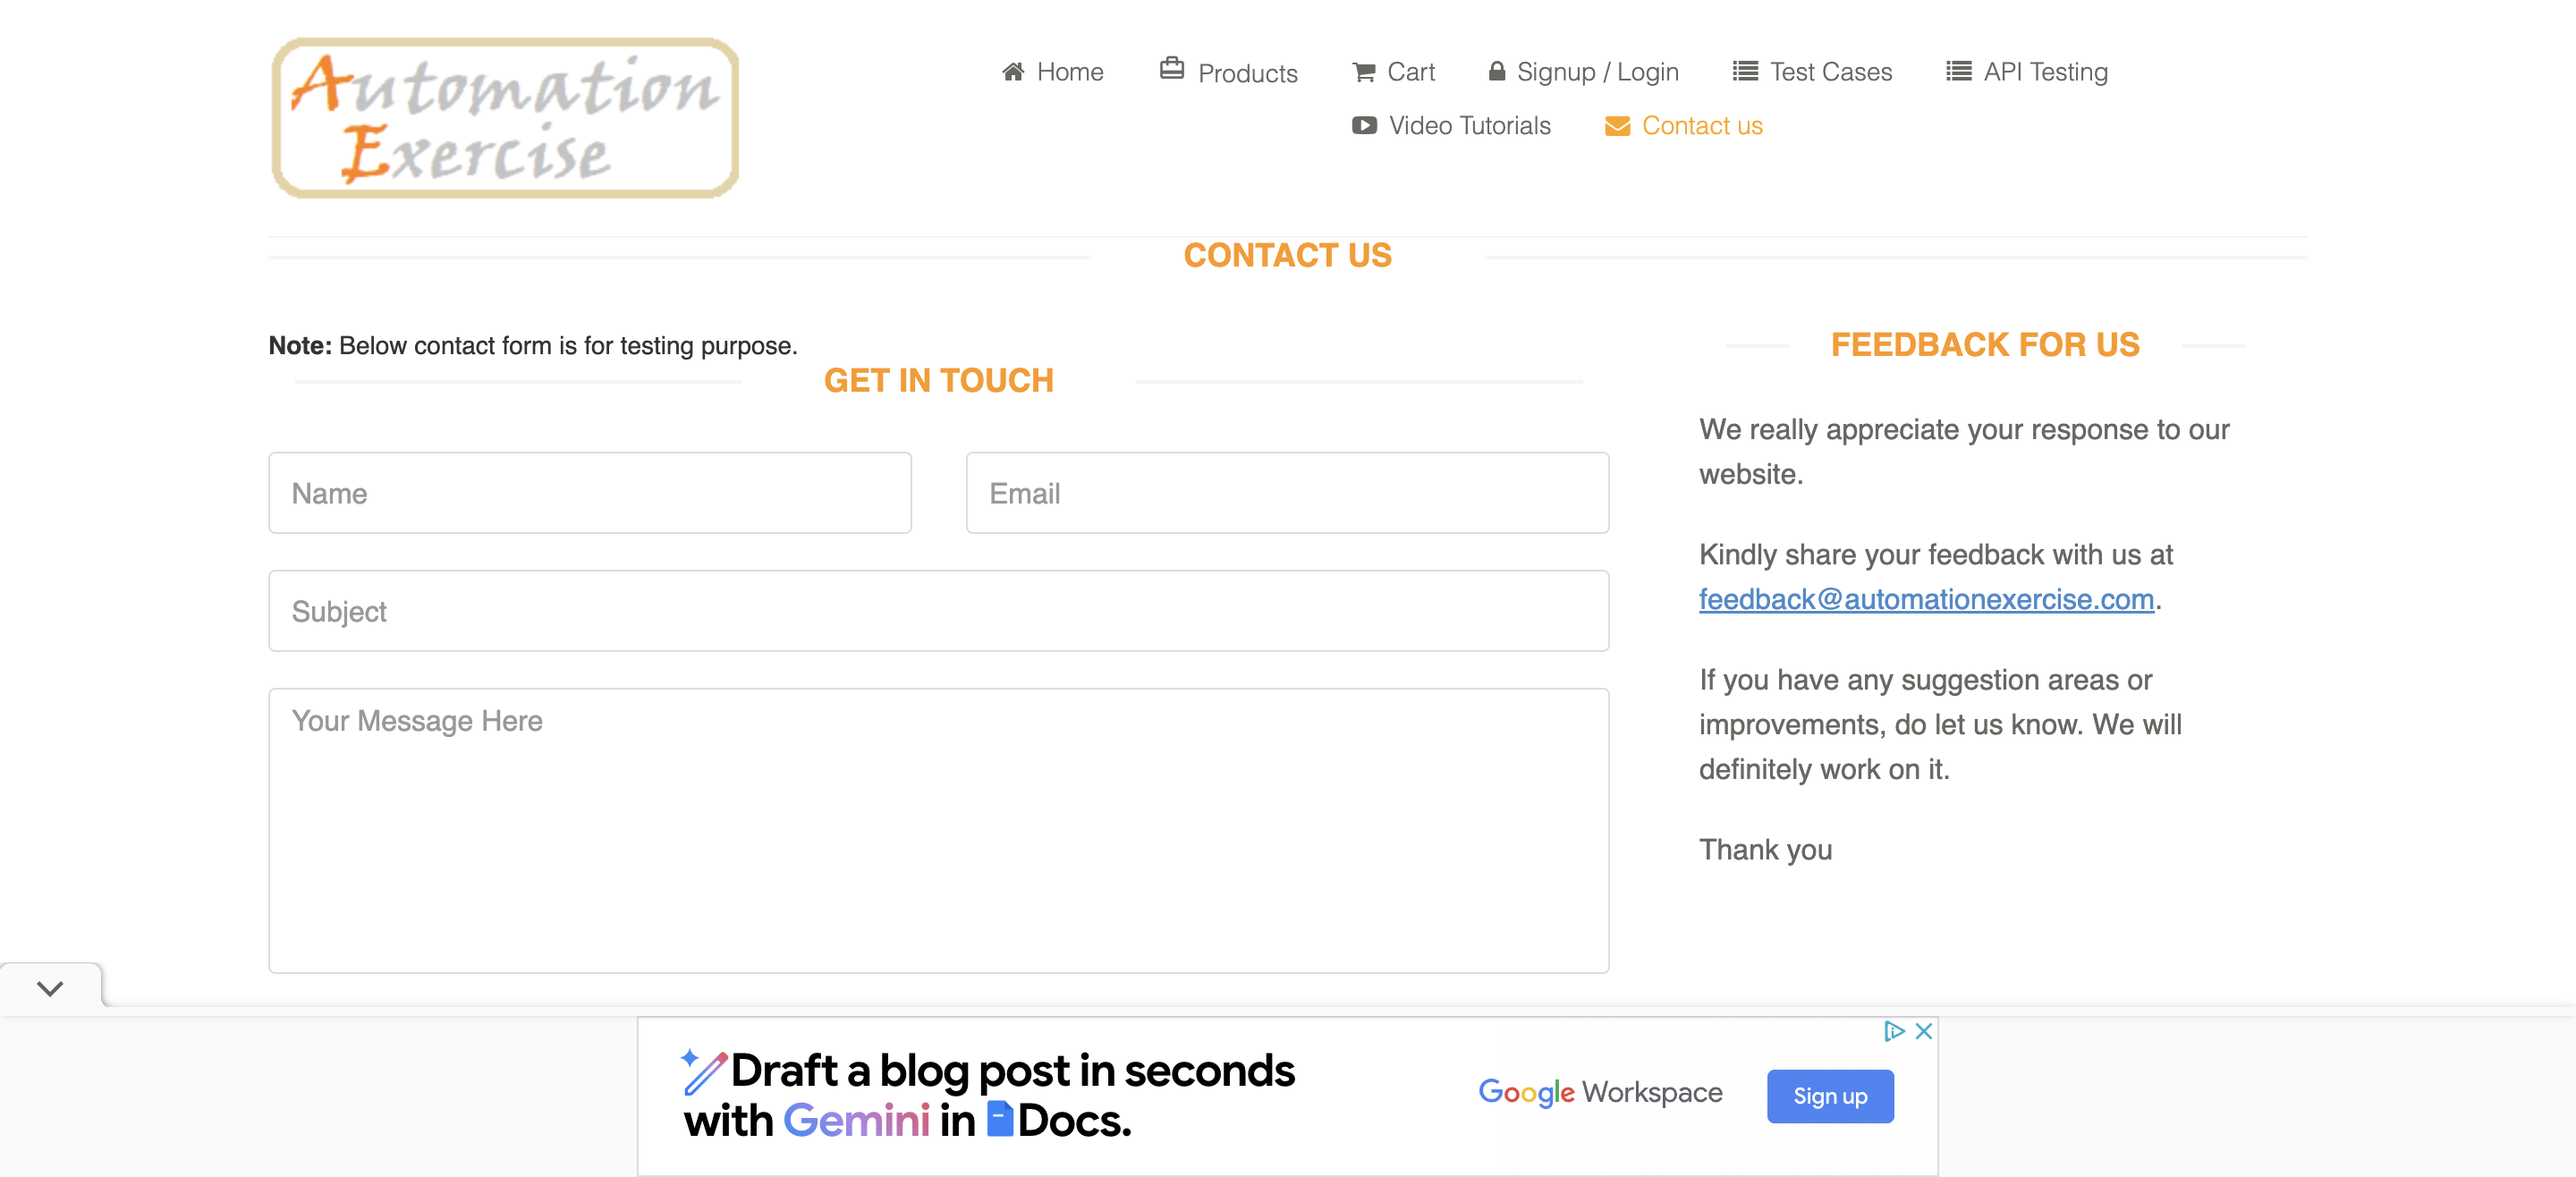 Automation
Exercise
Home
Products
Cart
Signup / Login
Test Cases
API Testing
Video Tutorials
Contact us
CONTACT US
Note: Below contact form is for testing purpose.
GET IN TOUCH
Name
Email
Subject
Your Message Here
FEEDBACK FOR US
We really appreciate your response to our
website.
Kindly share your feedback with us at
feedback@automationexercise.com.
If you have any suggestion areas or
improvements, do let us know. We will
definitely work on it.
Thank you
Draft a blog post in seconds
with Gemini in Docs.
Google Workspace
Sign up